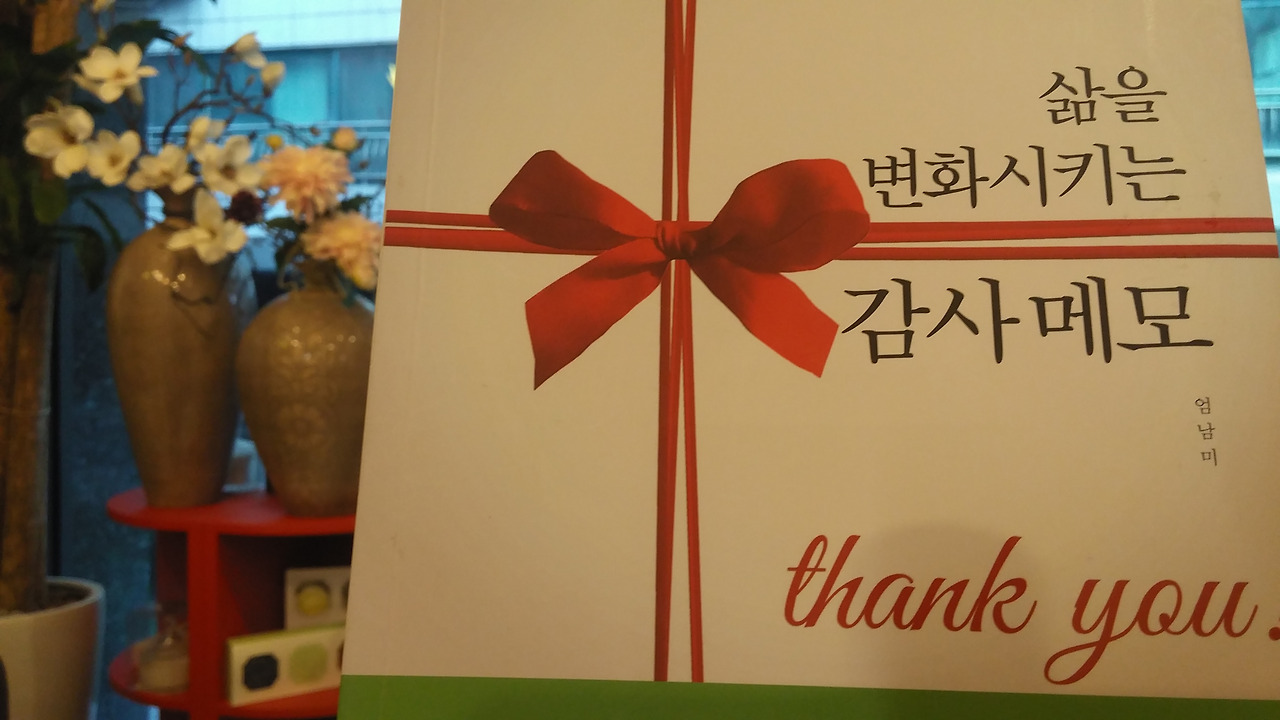 삶을
변화시키는
감사 메모
엄남미
thank you.